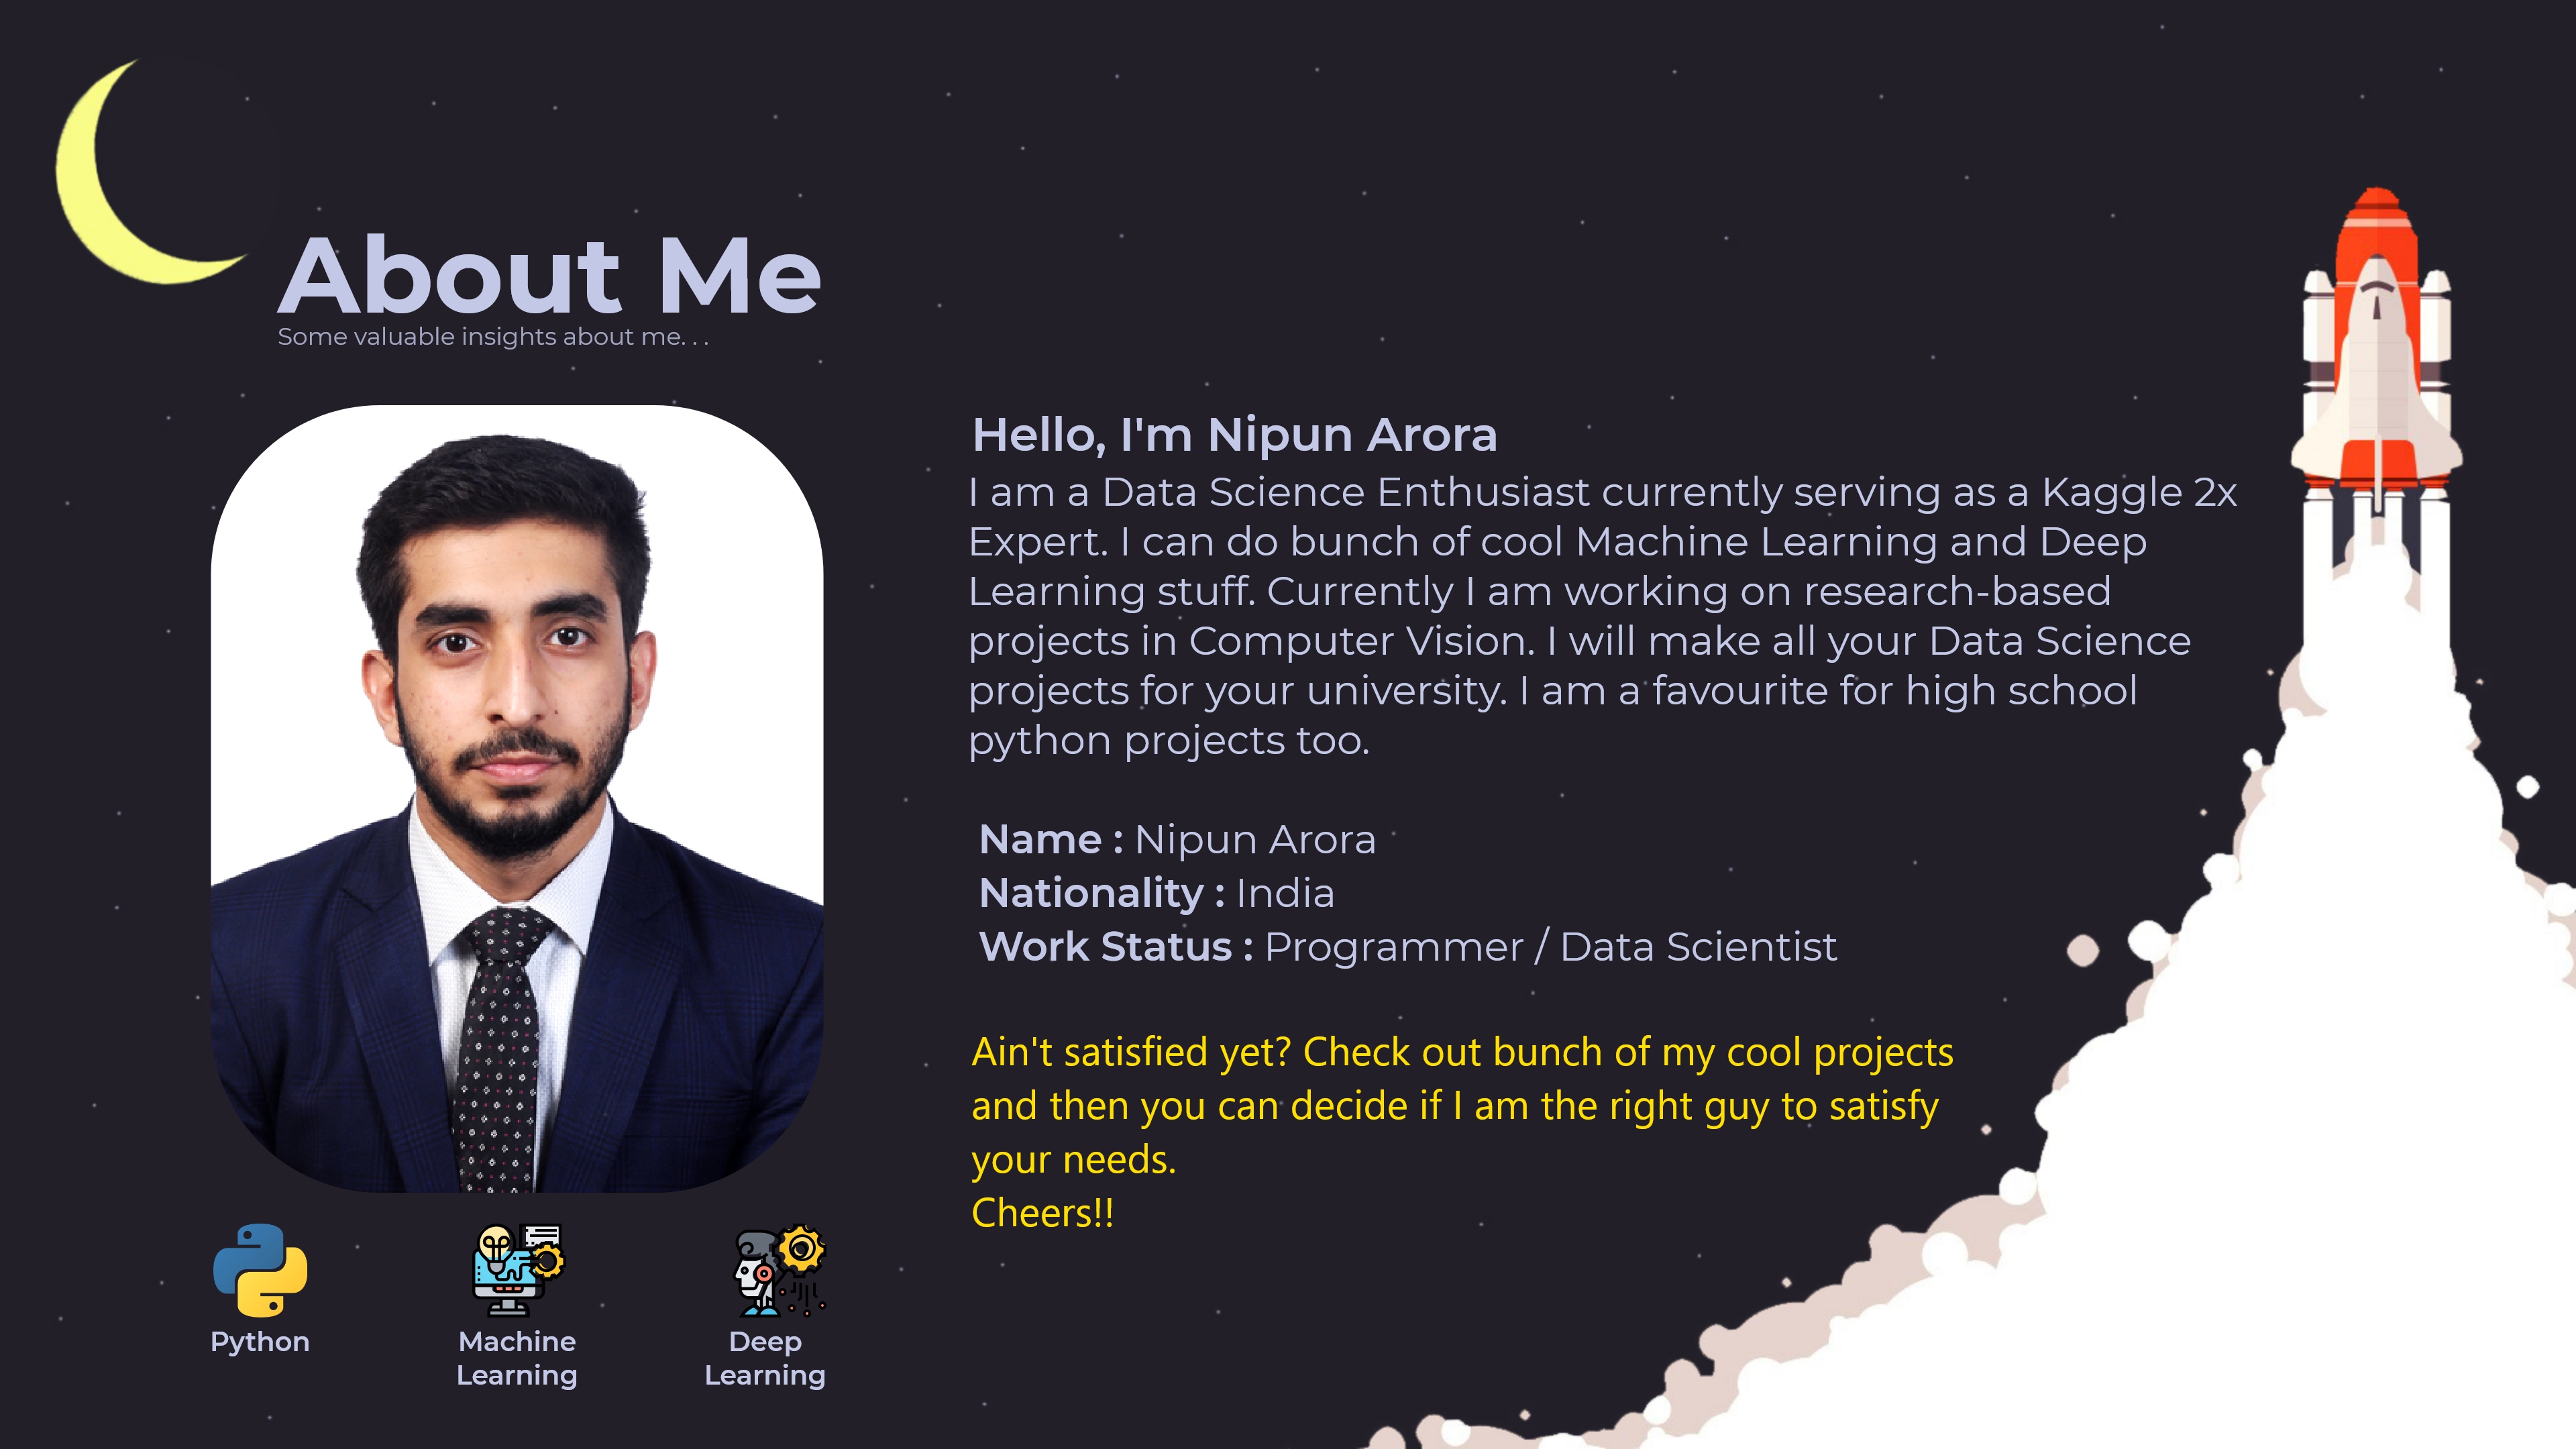 About Me
Some valuable insights about me. . .
Hello, I'm Nipun Arora
I am a Data Science Enthusiast currently serving as a Kaggle 2x
Expert. I can do bunch of cool Machine Learning and Deep
Learning stuff. Currently I am working on research-based
projects in Computer Vision. I will make all your Data Science
projects for your university. I am a favourite for high school
python projects too.
Name : Nipun Arora
Nationality : India
Work Status : Programmer / Data Scientist
Ain't satisfied yet? Check out bunch of my cool projects
and then you can decide if I am the right guy to satisfy
your needs.
Cheers!!
Python
Machine
Learning
Deep
Learning